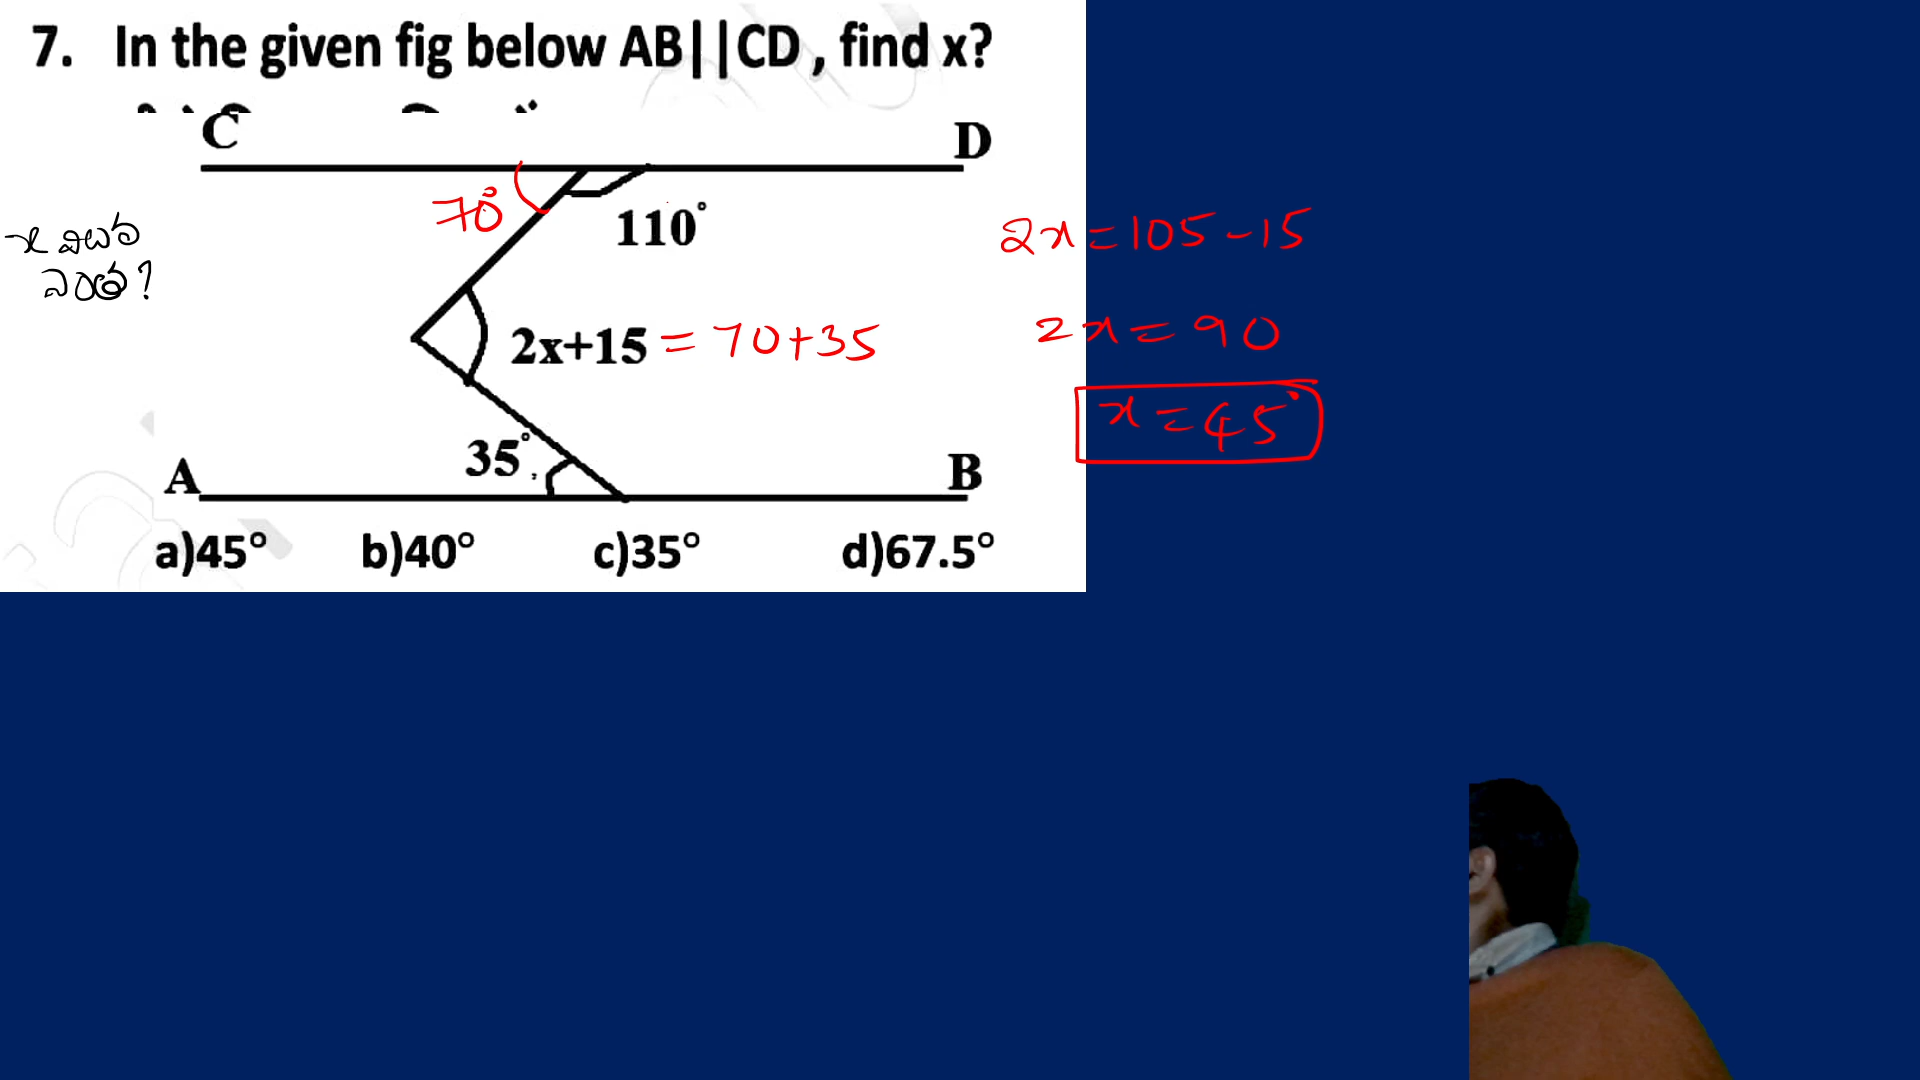 7. In the given fig below AB||CD, find x?
C
D
70°
110°
x విలువ
ఎంత?
2x=105-15
2x+15 = 70+35
2x=90
x=45°
35°
A
B
a)45° b)40° c)35° d)67.5°